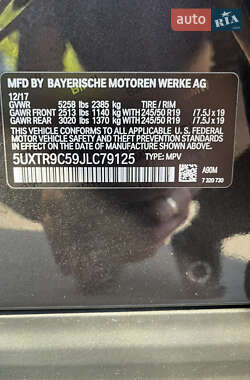 auto
RIA
MFD BY BAYERISCHE MOTOREN WERKE AG
12/17
GVWR 5258 lbs 2385 kg TIRE / RIM
GAWR FRONT 2513 lbs 1140 kg 245/50 R19 /7.5J x 19
GAWR REAR 3020 lbs 1370 kg 245/50 R19 /7.5J x 19
THIS VEHICLE CONFORMS TO ALL APPLICABLE FEDERAL
MOTOR VEHICLE SAFETY, BUMPER, AND THEFT PREVENTION
STANDARDS IN EFFECT ON THE DATE OF
MANUFACTURE SHOWN ABOVE.
5UXTR9C59JLC79125 TYPE: MPV
A90M
7 320 730